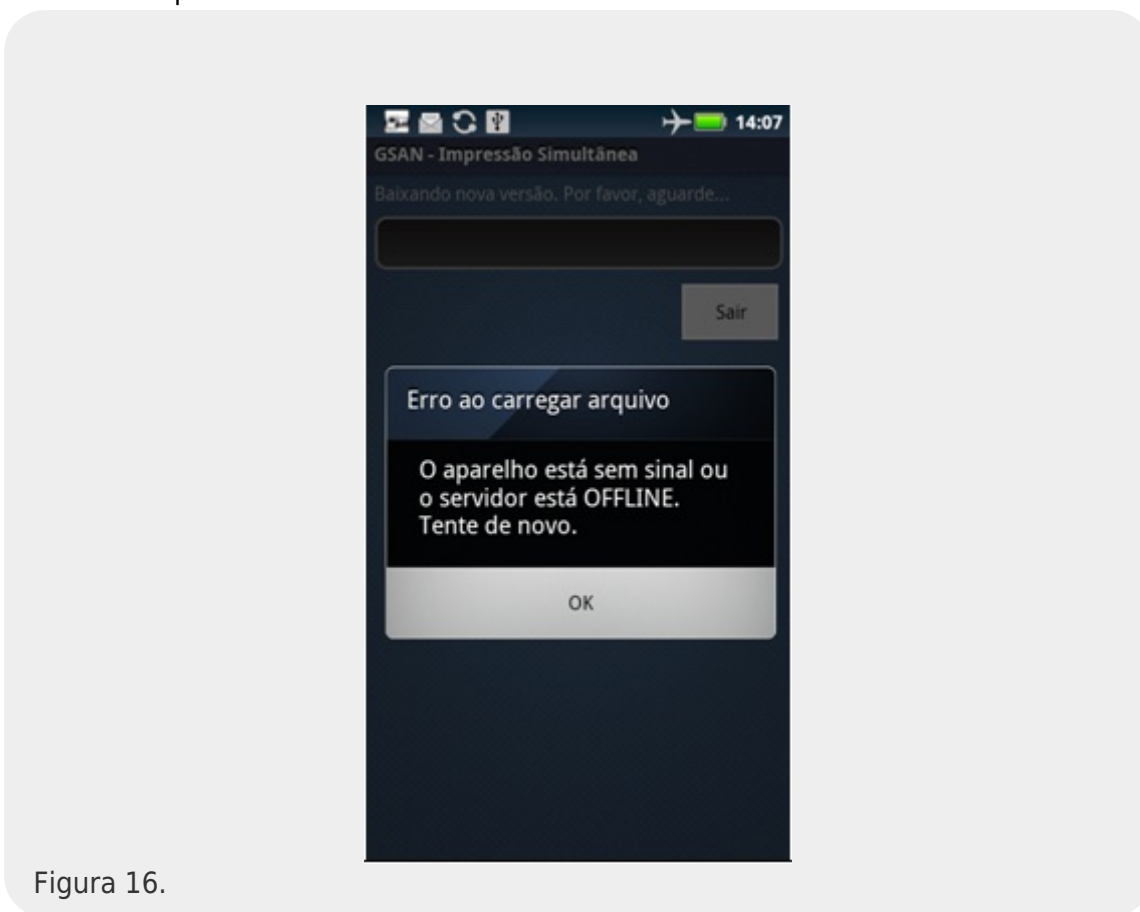 14:07
GSAN - Impressão Simultânea
Baixando nova versão. Por favor, aguarde...
Sair
Erro ao carregar arquivo
O aparelho está sem sinal ou
o servidor está OFFLINE.
Tente de novo.
OK
Figura 16.